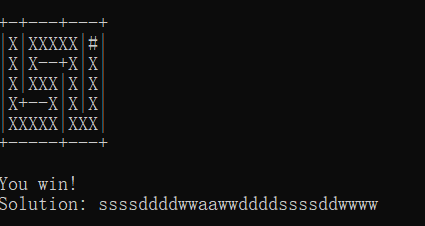 +-+---+---+
|X|XXXXX|#|
|X|X--+X|X|
|X|XXX|X|X|
|X+--X|X|X|
|XXXXX|XXX|
+-----+---+
You win!
Solution: ssssddddwwaawwddddssssddwwww